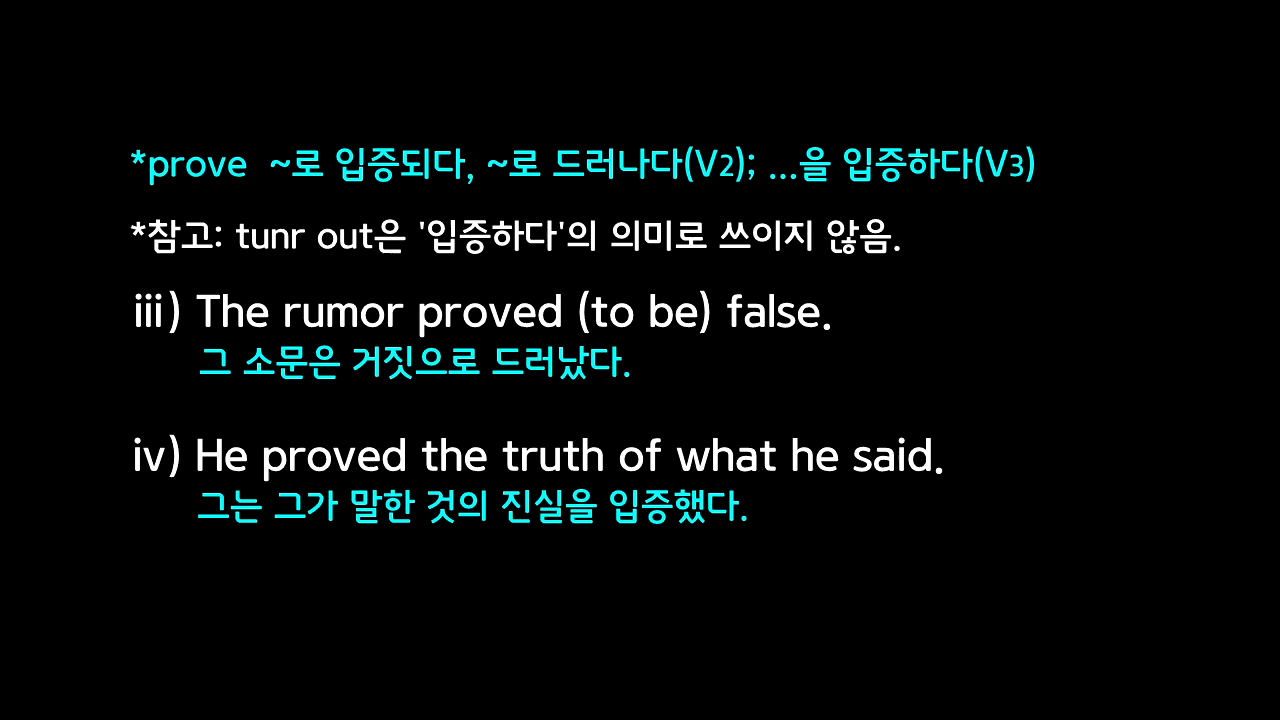 *prove ~로 입증되다, ~로 드러나다(V2); ...을 입증하다(V3)
*참고: tunr out은 '입증하다'의 의미로 쓰이지 않음.
iii) The rumor proved (to be) false.
그 소문은 거짓으로 드러났다.
iv) He proved the truth of what he said.
그는 그가 말한 것의 진실을 입증했다.